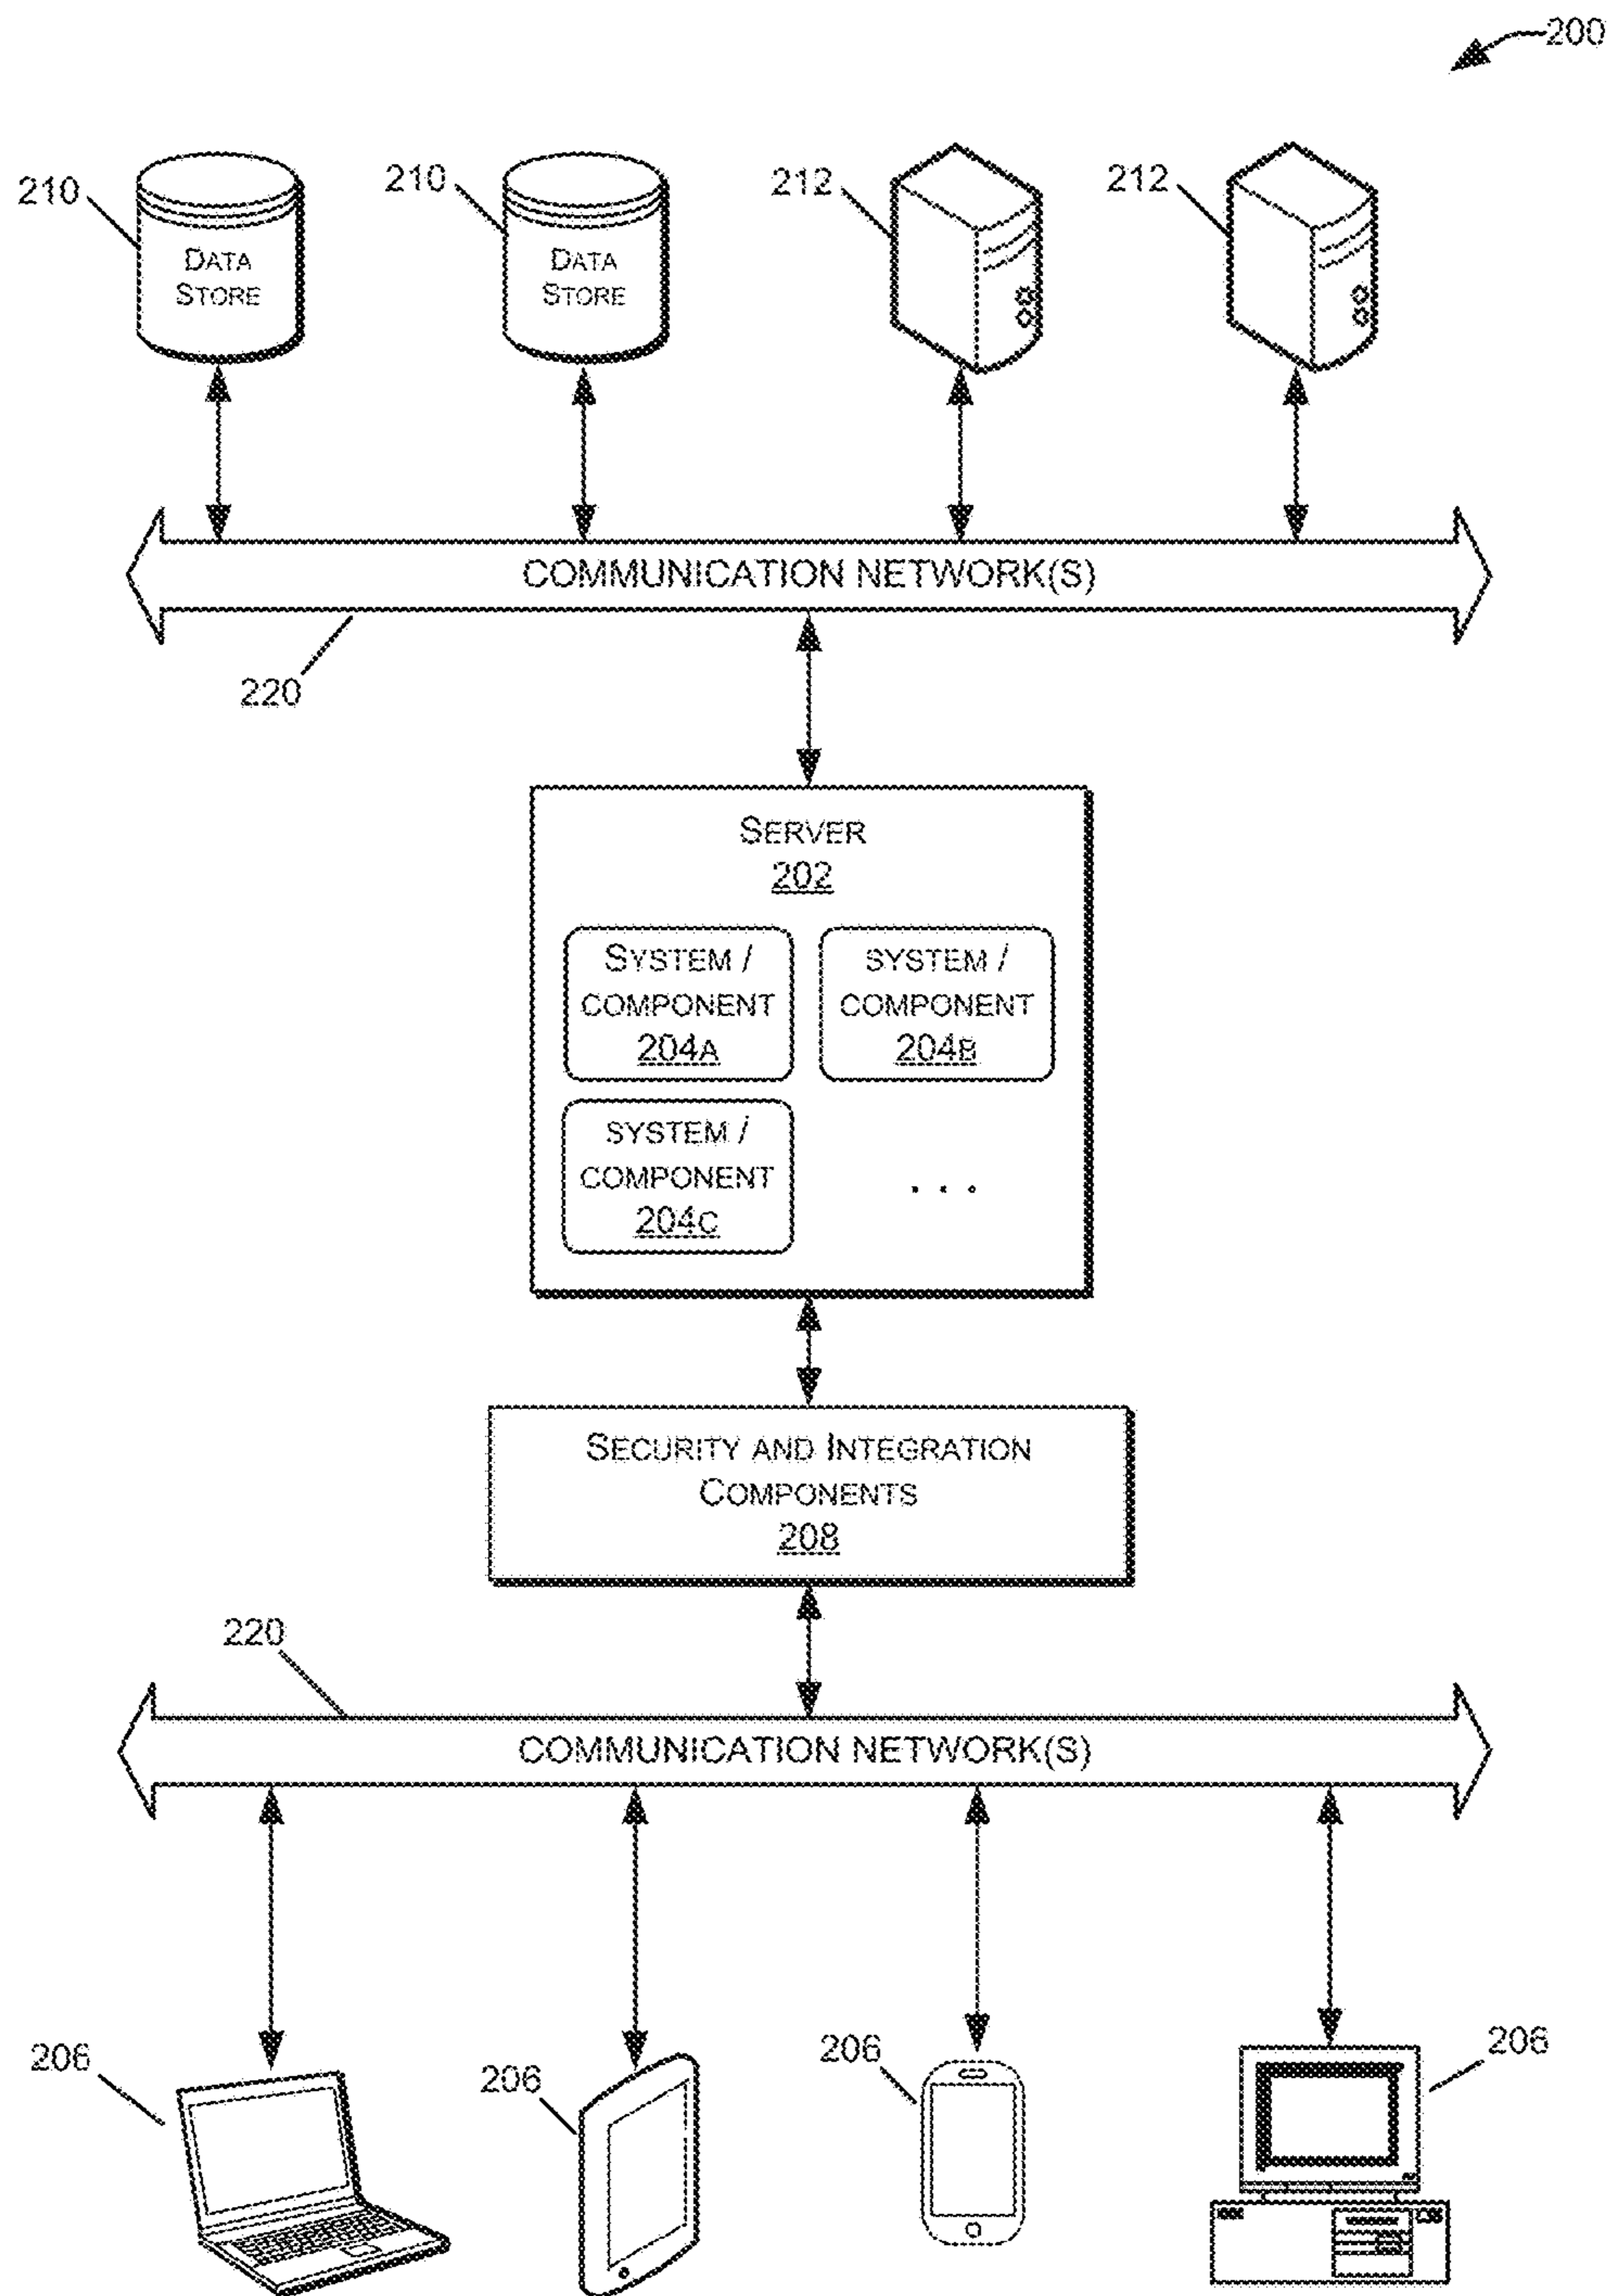 200
210
210
212
212
DATA
STORE
DATA
STORE
COMMUNICATION NETWORK(S)
220
SERVER
202
SYSTEM /
COMPONENT
204A
SYSTEM /
COMPONENT
204B
SYSTEM /
COMPONENT
204C
. . .
SECURITY AND INTEGRATION
COMPONENTS
208
220
COMMUNICATION NETWORK(S)
206
206
206
206